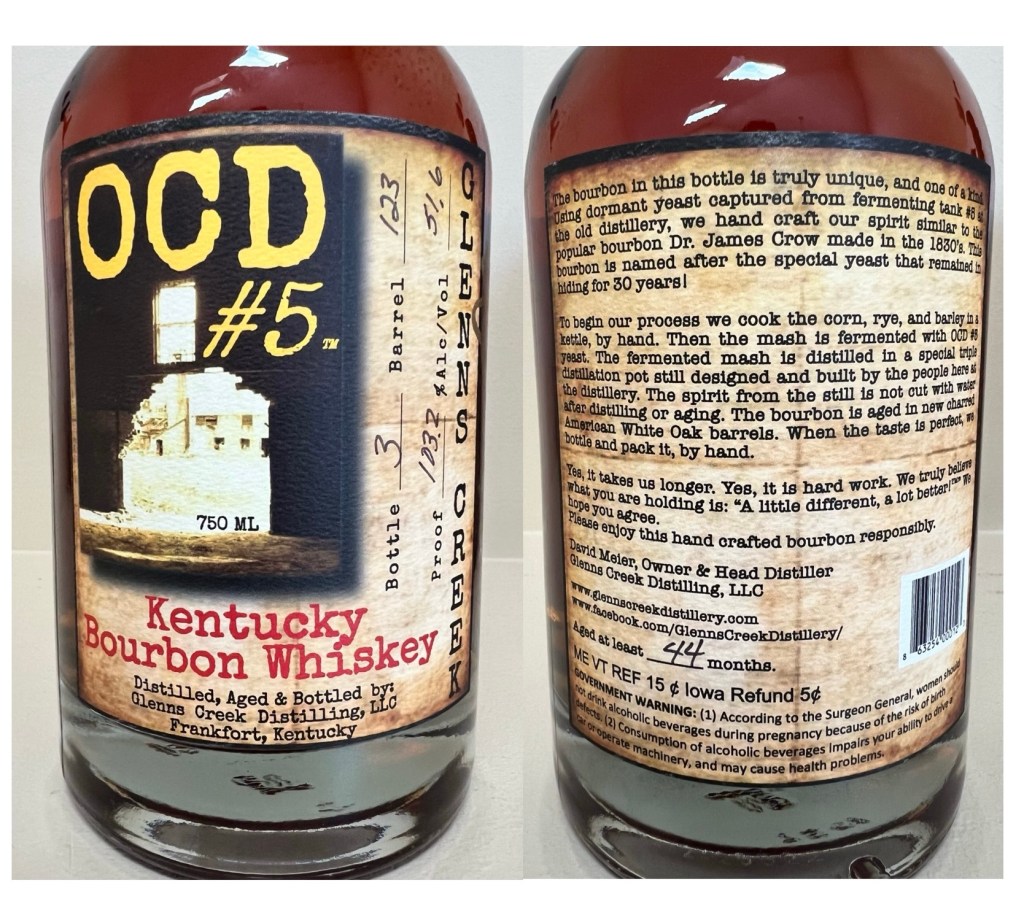 OCD
#5 TM
750 ML
Bottle 3 Barrel 123
Proof 103.2 %Alc/Vol 51.6
GLENNS CREEK
Kentucky
Bourbon Whiskey
Distilled, Aged & Bottled by:
Glenns Creek Distilling, LLC
Frankfort, Kentucky
The bourbon in this bottle is truly unique, and one of a kind.
Using dormant yeast captured from fermenting tank #5 at
the old distillery, we hand craft our spirit similar to the
popular bourbon Dr. James Crow made in the 1830's. This
bourbon is named after the special yeast that remained in
hiding for 30 years!
To begin our process we cook the corn, rye, and barley in a
kettle, by hand. Then the mash is fermented with OCD #5
yeast. The fermented mash is distilled in a special triple
distillation pot still designed and built by the people here at
the distillery. The spirit from the still is not cut with water
after distilling or aging. The bourbon is aged in new charred
American White Oak barrels. When the taste is perfect, we
bottle and pack it, by hand.
Yes, it takes us longer. Yes, it is hard work. We truly believe
what you are holding is: "A little different, a lot better!™" We
hope you agree.
Please enjoy this hand crafted bourbon responsibly.
David Meier, Owner & Head Distiller
Glenns Creek Distilling, LLC
www.glennscreekdistillery.com
www.facebook.com/GlennsCreekDistillery/
Aged at least 44 months.
ME VT REF 15 ¢ Iowa Refund 5¢
GOVERNMENT WARNING: (1) According to the Surgeon General, women should
not drink alcoholic beverages during pregnancy because of the risk of birth
defects. (2) Consumption of alcoholic beverages impairs your ability to drive a
car or operate machinery, and may cause health problems.